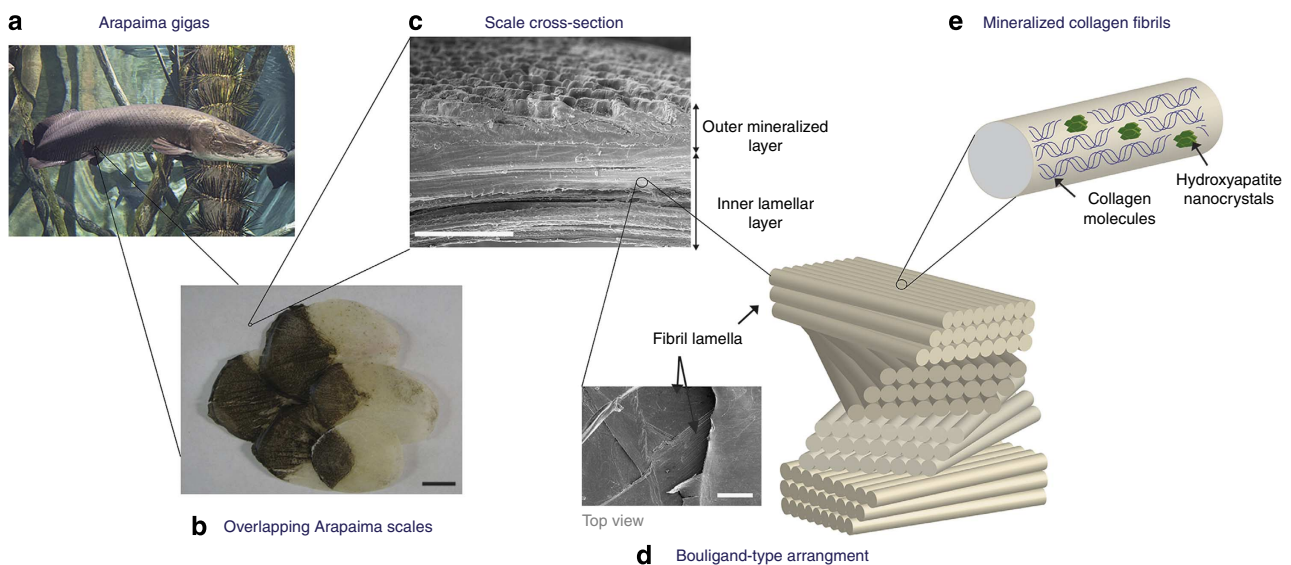 a
Arapaima gigas
c
Scale cross-section
e
Mineralized collagen fibrils
Outer mineralized
layer
Inner lamellar
layer
Collagen
molecules
Hydroxyapatite
nanocrystals
Fibril lamella
Top view
b
Overlapping Arapaima scales
d
Bouligand-type arrangment